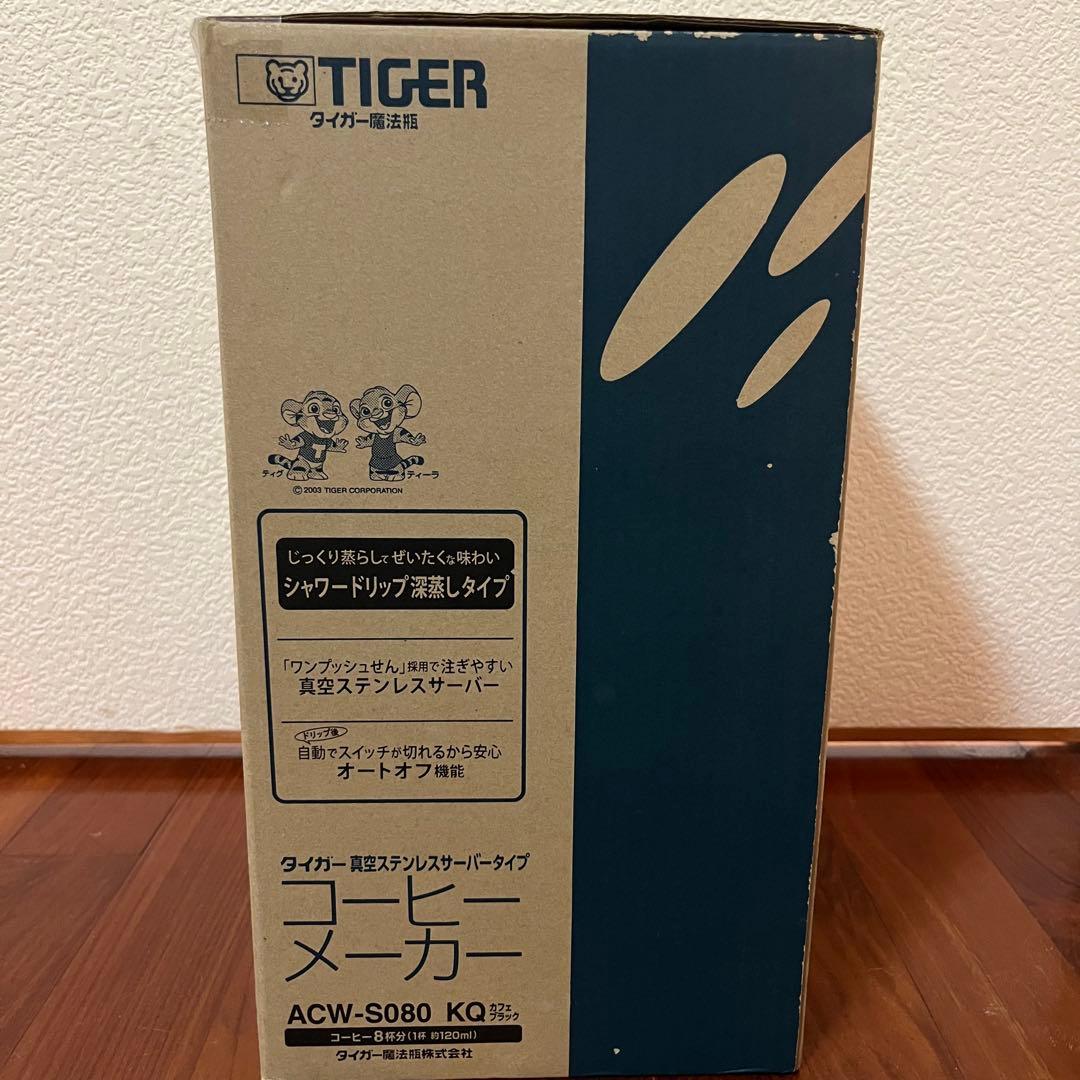 TIGER
タイガー魔法瓶
ティグ ティーラ
© 2003 TIGER CORPORATION
じっくり蒸らしてぜいたくな味わい
シャワードリップ深蒸しタイプ
「ワンプッシュせん」採用で注ぎやすい
真空ステンレスサーバー
ドリップ後
自動でスイッチが切れるから安心
オートオフ機能
タイガー真空ステンレスサーバータイプ
コーヒー
メーカー
ACW-S080 KQ カフェブラック
コーヒー8杯分(1杯 約120ml)
タイガー魔法瓶株式会社
T